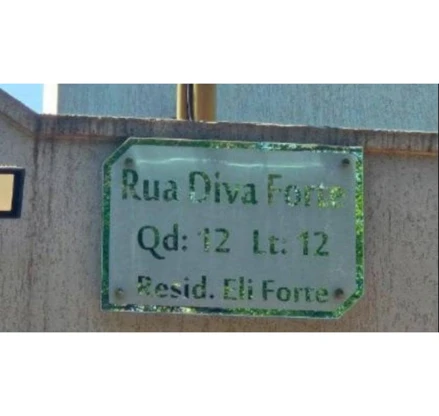 Rua Diva Forte
Qd: 12 Lt: 12
Resid. Eli Forte